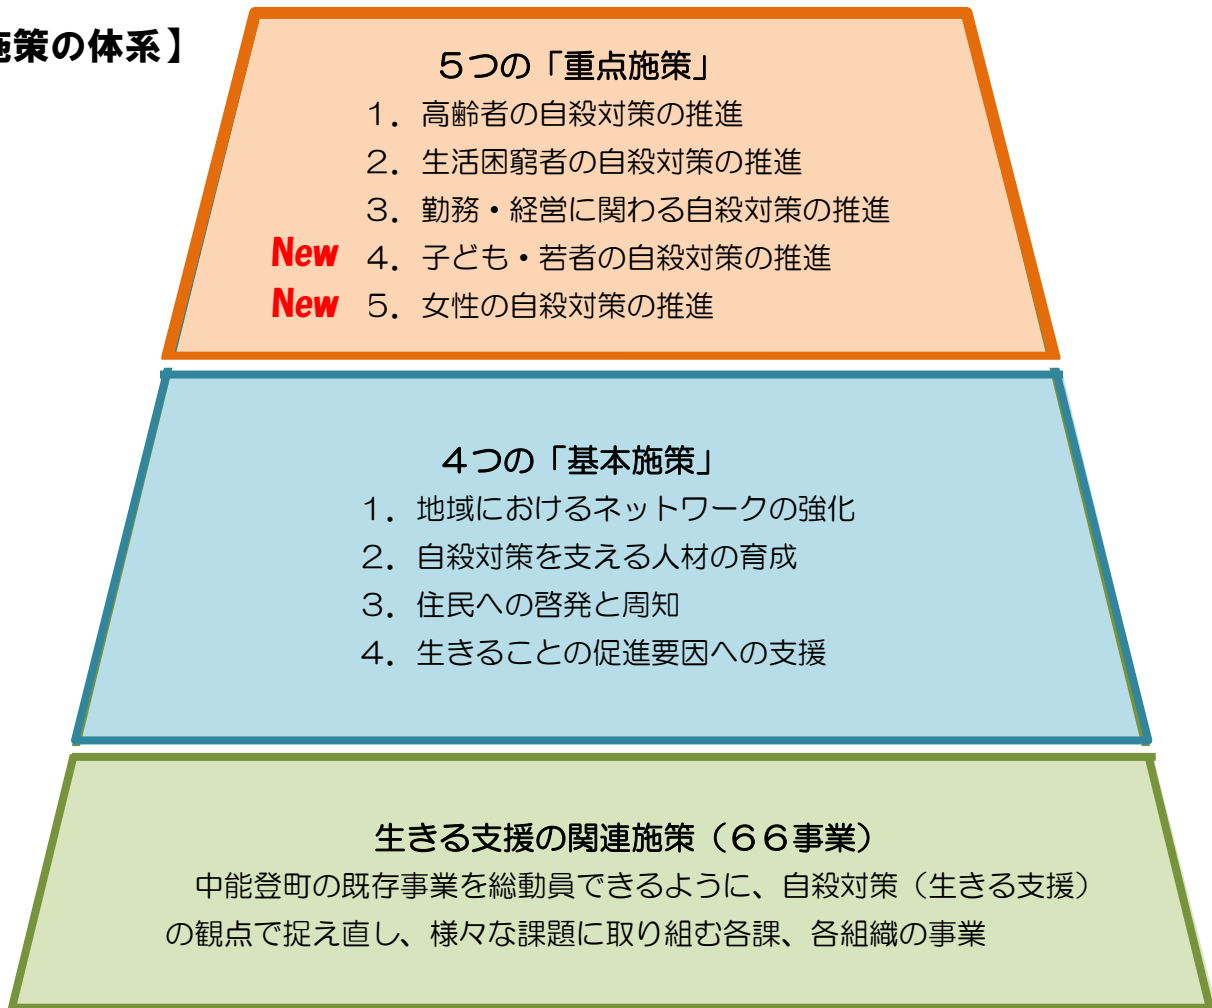 施策の体系】
5つの「重点施策」
1．高齢者の自殺対策の推進
2．生活困窮者の自殺対策の推進
3．勤務・経営に関わる自殺対策の推進
New 4．子ども・若者の自殺対策の推進
New 5．女性の自殺対策の推進
4つの「基本施策」
1．地域におけるネットワークの強化
2．自殺対策を支える人材の育成
3．住民への啓発と周知
4．生きることの促進要因への支援
生きる支援の関連施策（66事業）
中能登町の既存事業を総動員できるように、自殺対策（生きる支援）
の観点で捉え直し、様々な課題に取り組む各課、各組織の事業